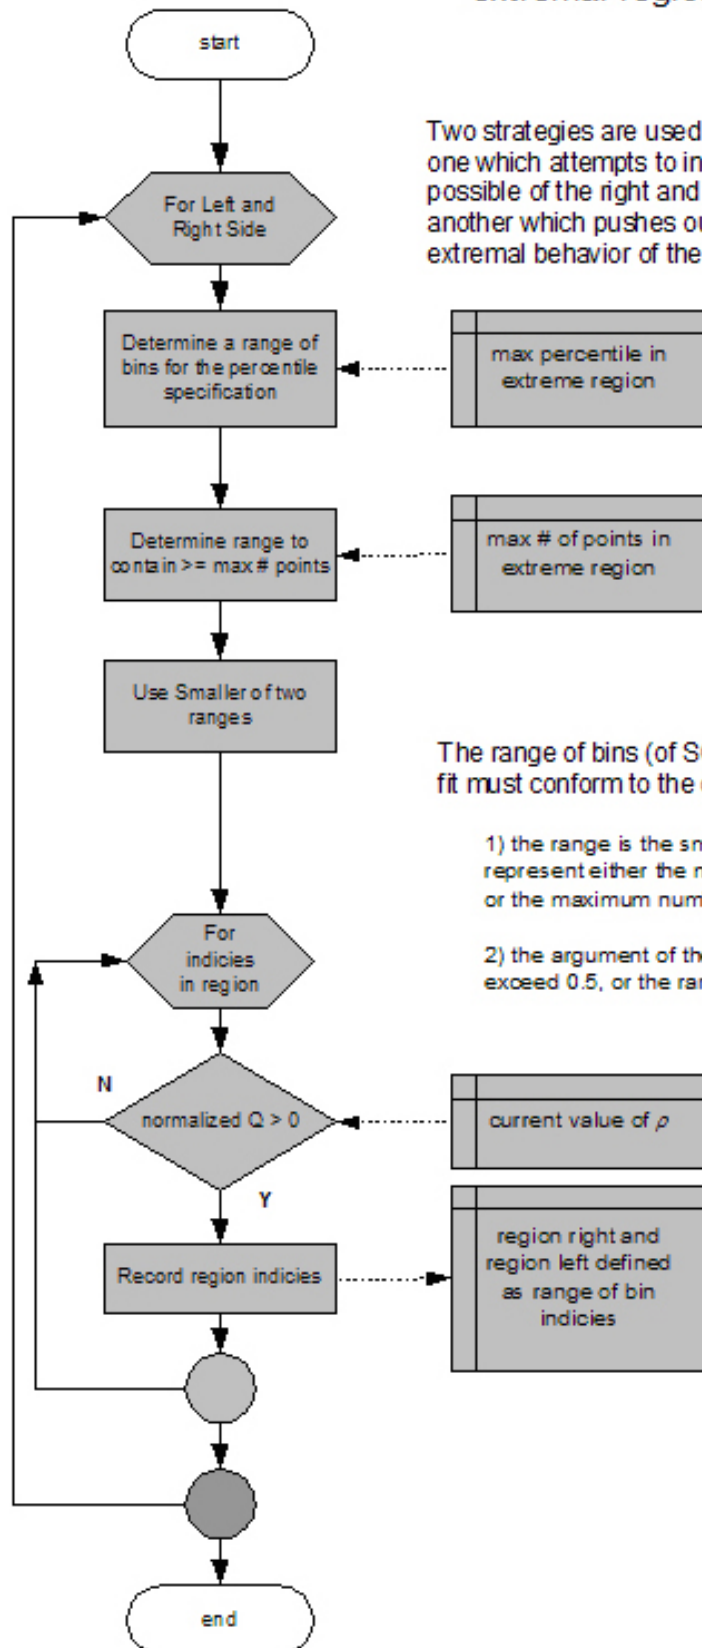 start
Two strategies are used
one which attempts to in
possible of the right and
another which pushes ou
extremal behavior of the
For Left and
Right Side
Determine a range of
bins for the percentile
specification
max percentile in
extreme region
Determine range to
contain >= max # points
max # of points in
extreme region
Use Smaller of two
ranges
The range of bins (of S
fit must conform to the
1) the range is the sm
represent either the m
or the maximum num
2) the argument of the
exceed 0.5, or the ra
For
indicies
in region
N
normalized Q > 0
current value of ρ
Y
Record region indicies
region right and
region left defined
as range of bin
indicies
end